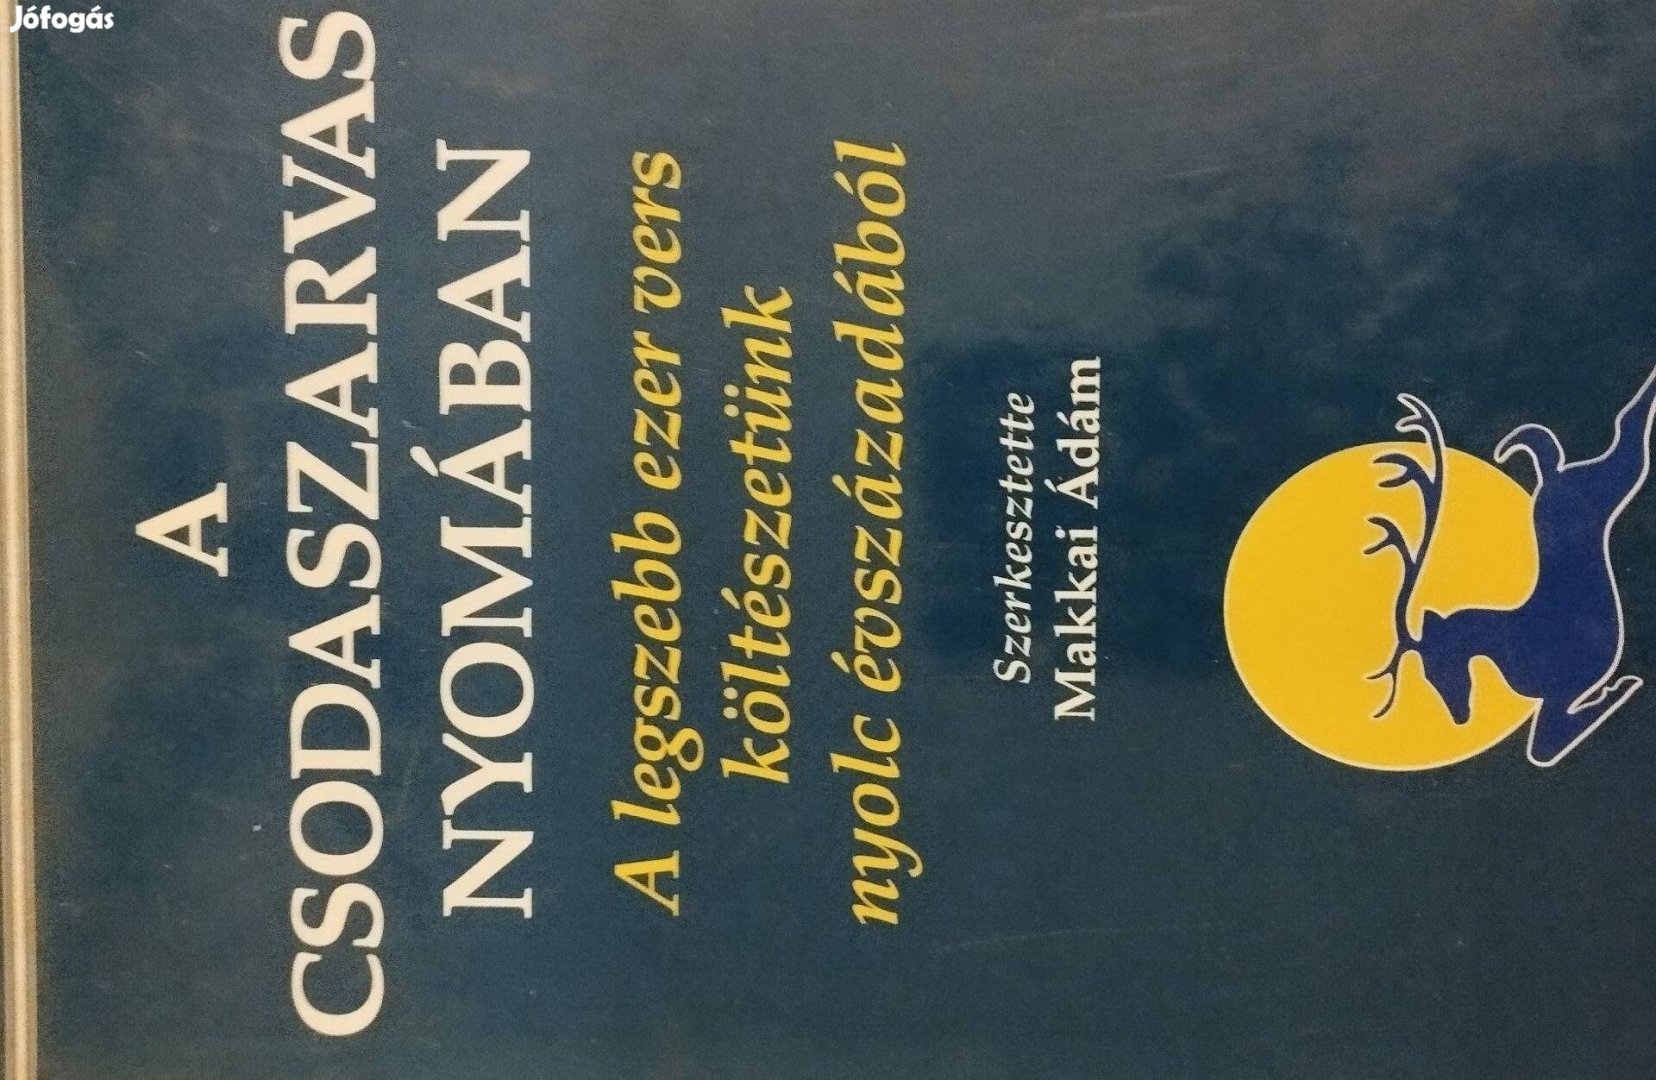 Jófogás
A
CSODASZARVAS
NYOMÁBAN
A legszebb ezer vers
költészetünk
nyolc évszázadából
Szerkesztette
Makkai Ádám